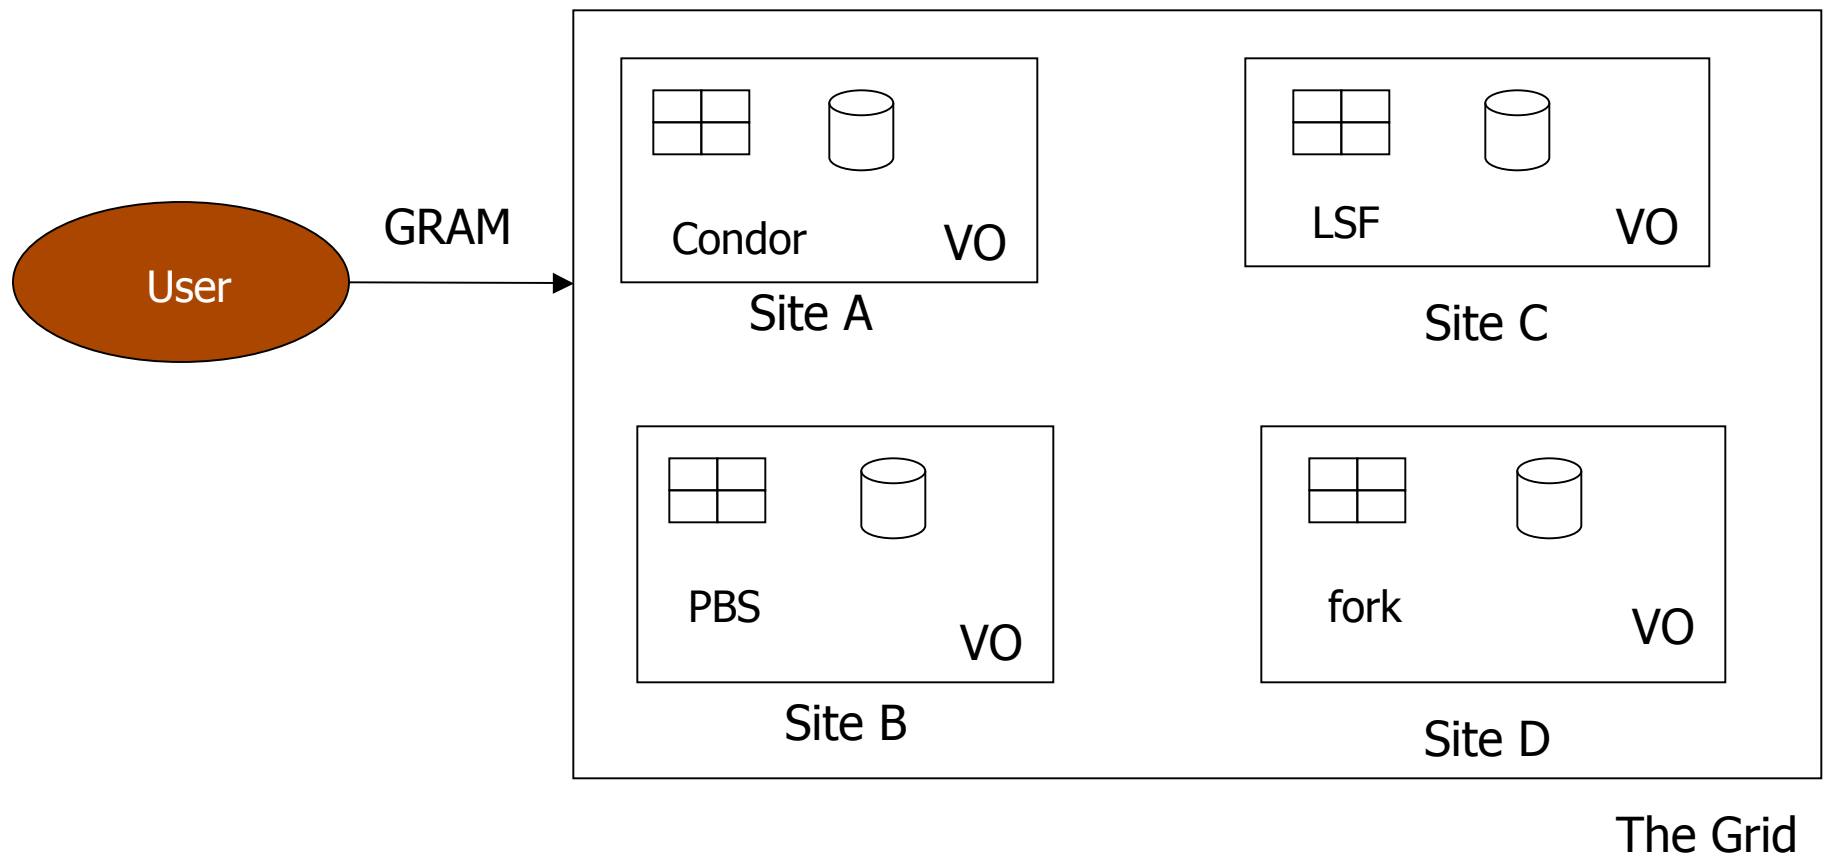 User
GRAM
Condor
VO
Site A
LSF
VO
Site C
PBS
VO
Site B
fork
VO
Site D
The Grid